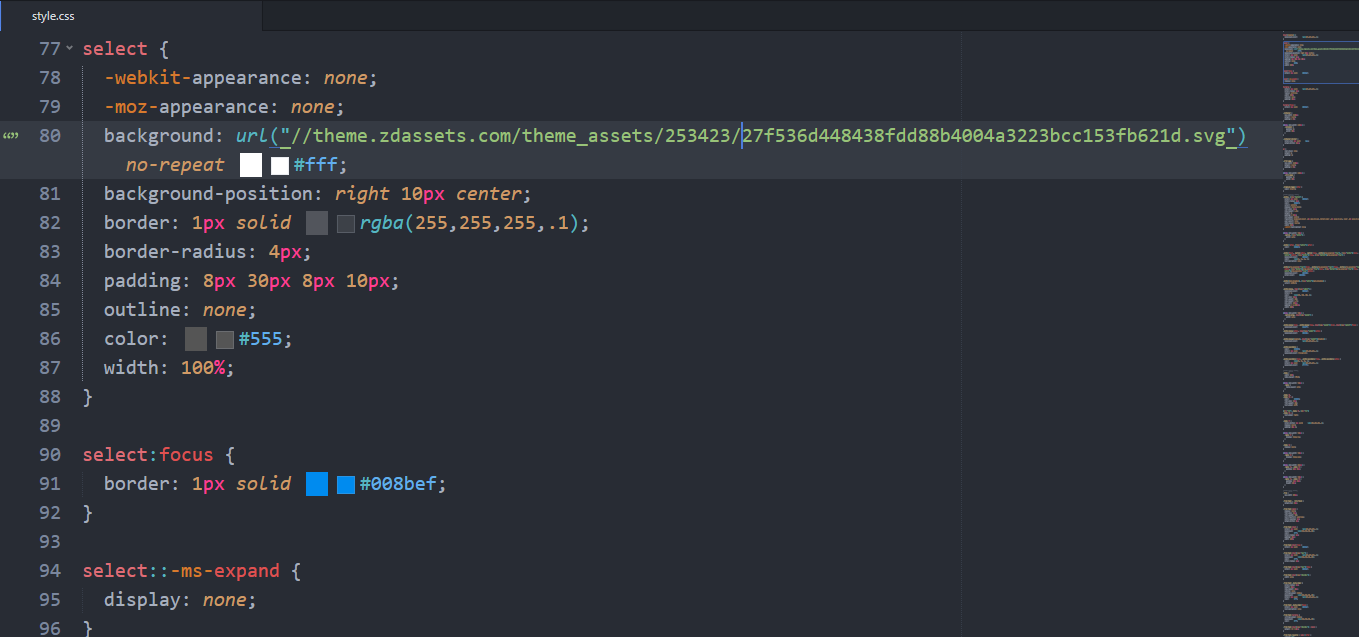 style.css
77 select {
78 -webkit-appearance: none;
79 -moz-appearance: none;
80 background: url("//theme.zdassets.com/theme_assets/253423/27f536d448438fdd88b4004a3223bcc153fb621d.svg")
no-repeat #fff;
81 background-position: right 10px center;
82 border: 1px solid rgba(255,255,255,.1);
83 border-radius: 4px;
84 padding: 8px 30px 8px 10px;
85 outline: none;
86 color: #555;
87 width: 100%;
88 }
89
90 select:focus {
91 border: 1px solid #008bef;
92 }
93
94 select::-ms-expand {
95 display: none;
96 }